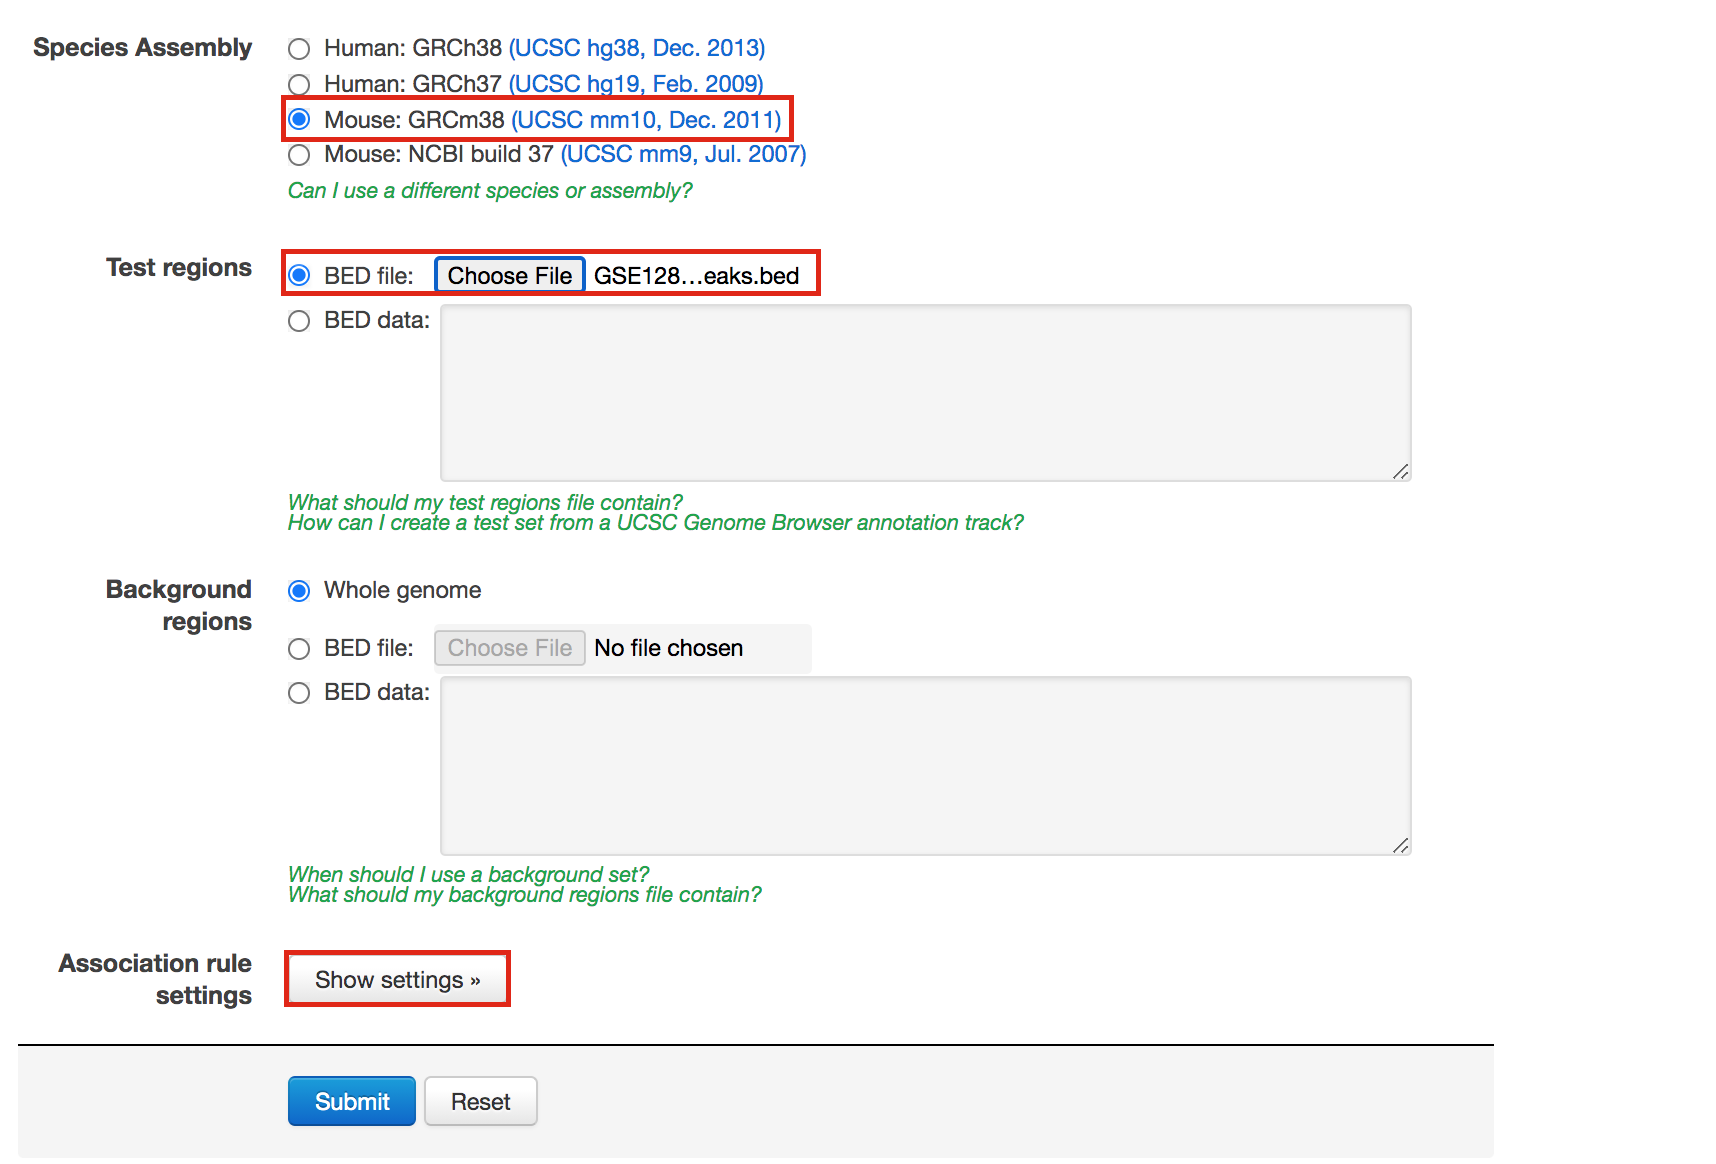 Species Assembly
Human: GRCh38 (UCSC hg38, Dec. 2013)
Human: GRCh37 (UCSC hg19, Feb. 2009)
Mouse: GRCm38 (UCSC mm10, Dec. 2011)
Mouse: NCBI build 37 (UCSC mm9, Jul. 2007)
Can I use a different species or assembly?
Test regions
BED file: Choose File GSE128...eaks.bed
BED data:
What should my test regions file contain?
How can I create a test set from a UCSC Genome Browser annotation track?
Background
regions
Whole genome
BED file: Choose File No file chosen
BED data:
When should I use a background set?
What should my background regions file contain?
Association rule
settings
Show settings »
Submit Reset